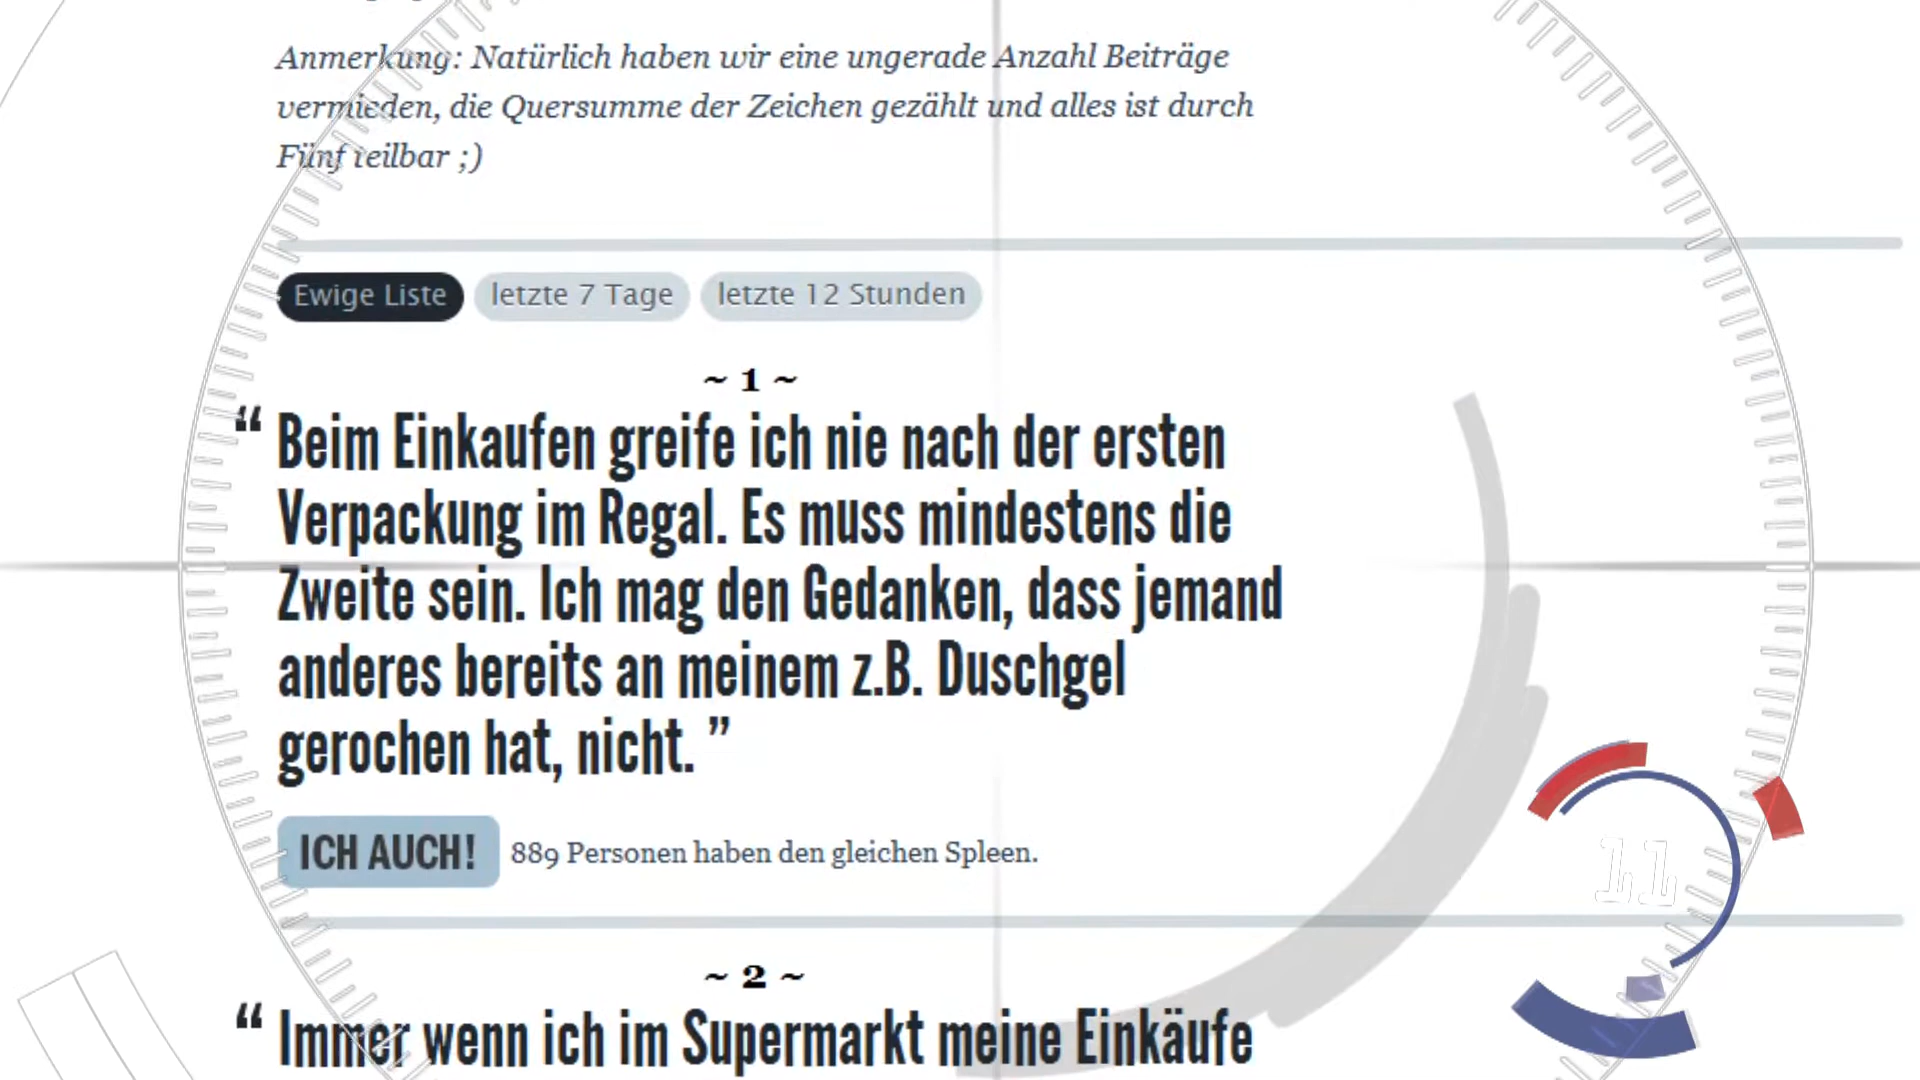 Anmerkung: Natürlich haben wir eine ungerade Anzahl Beiträge
vermieden, die Quersumme der Zeichen gezählt und alles ist durch
Fünf teilbar ;)
Ewige Liste letzte 7 Tage letzte 12 Stunden
~ 1 ~
“ Beim Einkaufen greife ich nie nach der ersten
Verpackung im Regal. Es muss mindestens die
Zweite sein. Ich mag den Gedanken, dass jemand
anderes bereits an meinem z.B. Duschgel
gerochen hat, nicht. ”
ICH AUCH! 889 Personen haben den gleichen Spleen.
11
~ 2 ~
“ Immer wenn ich im Supermarkt meine Einkäufe